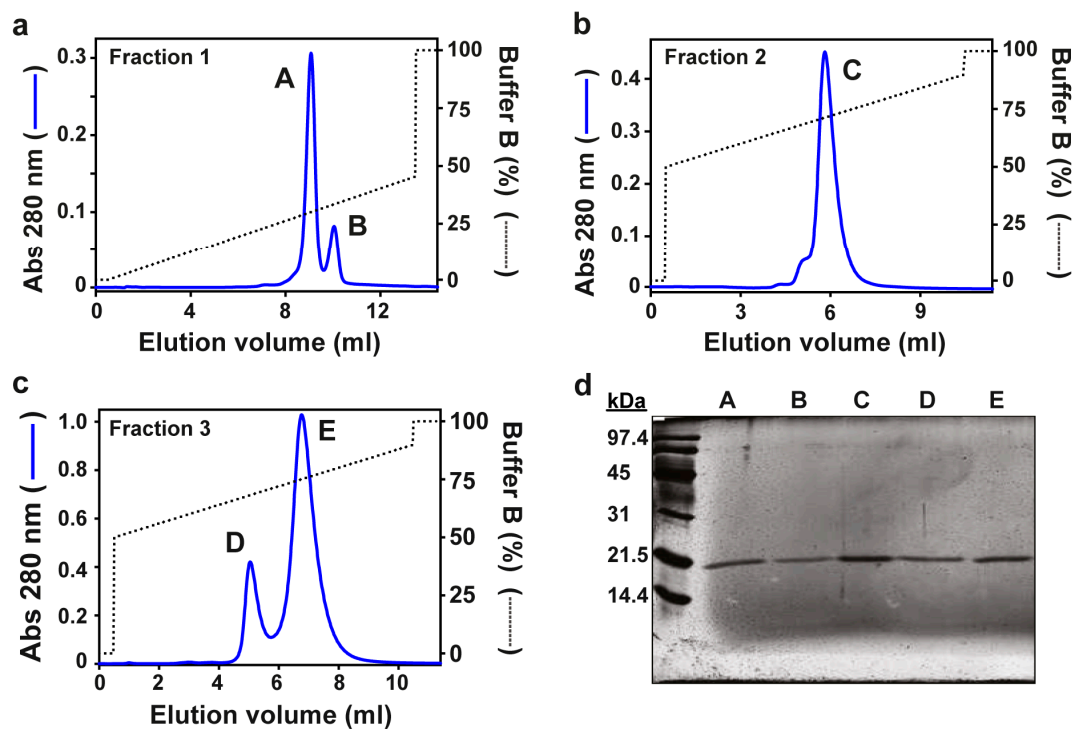 a
Fraction 1
A
B
0.3
0.2
0.1
0
Abs 280 nm (——)
0
4
8
12
Elution volume (ml)
100
75
50
25
0
Buffer B (%) (........)
b
Fraction 2
C
0.4
0.3
0.2
0.1
0
Abs 280 nm (——)
0
3
6
9
Elution volume (ml)
100
75
50
25
0
Buffer B (%) (........)
c
Fraction 3
D
E
1.0
0.8
0.6
0.4
0.2
0
Abs 280 nm (——)
0
2
4
6
8
10
Elution volume (ml)
100
75
50
25
0
Buffer B (%) (........)
d
kDa
A B C D E
97.4
45
31
21.5
14.4